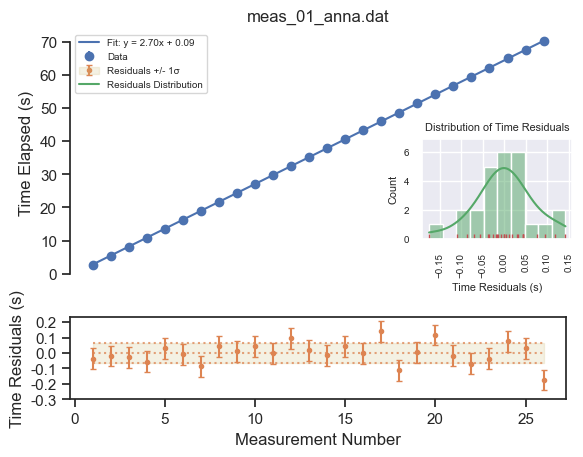 meas_01_anna.dat
Fit: y = 2.70x + 0.09
Data
Residuals +/- 1σ
Residuals Distribution
Time Elapsed (s)
70
60
50
40
30
20
10
0
Distribution of Time Residuals
Count
6
4
2
0
-0.15
-0.10
-0.05
0.00
0.05
0.10
0.15
Time Residuals (s)
Time Residuals (s)
0.2
0.1
0.0
-0.1
-0.2
-0.3
0
5
10
15
20
25
Measurement Number